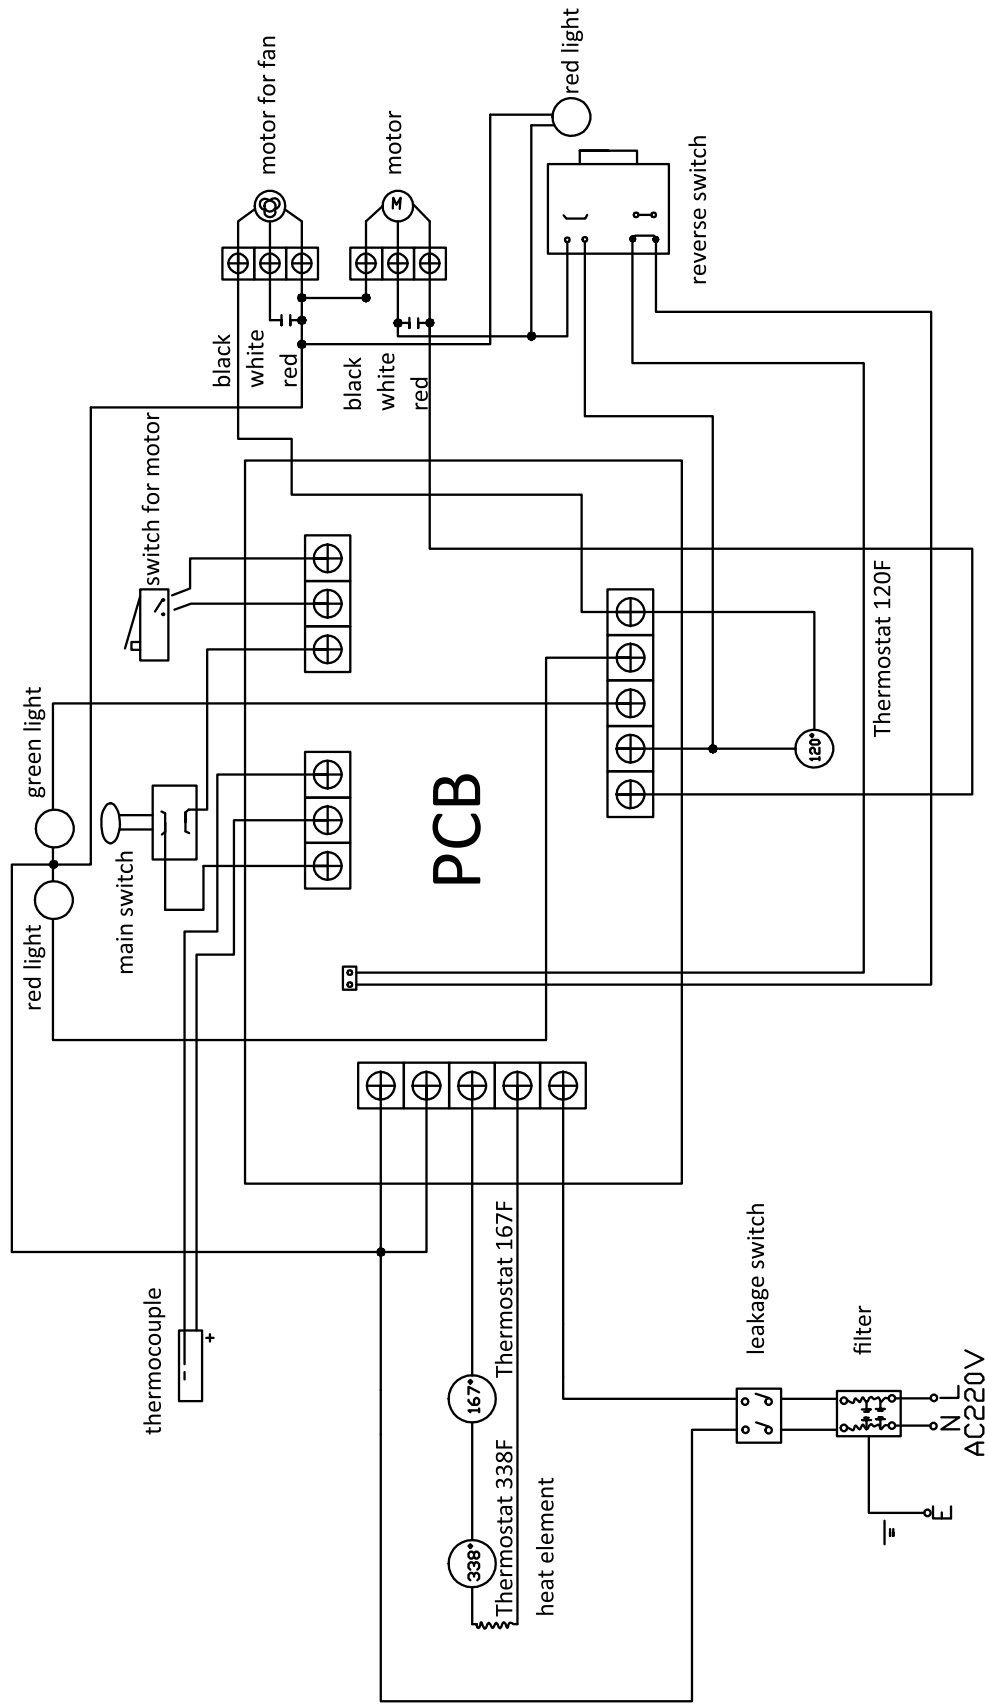 motor for fan
motor
red light
reverse switch
M
black
white
red
black
white
red
switch for motor
green light
main switch
red light
PCB
Thermostat 120F
120°
thermocouple
+
−
Thermostat 167F
167°
Thermostat 338F
338°
heat element
leakage switch
filter
E
N
L
AC220V